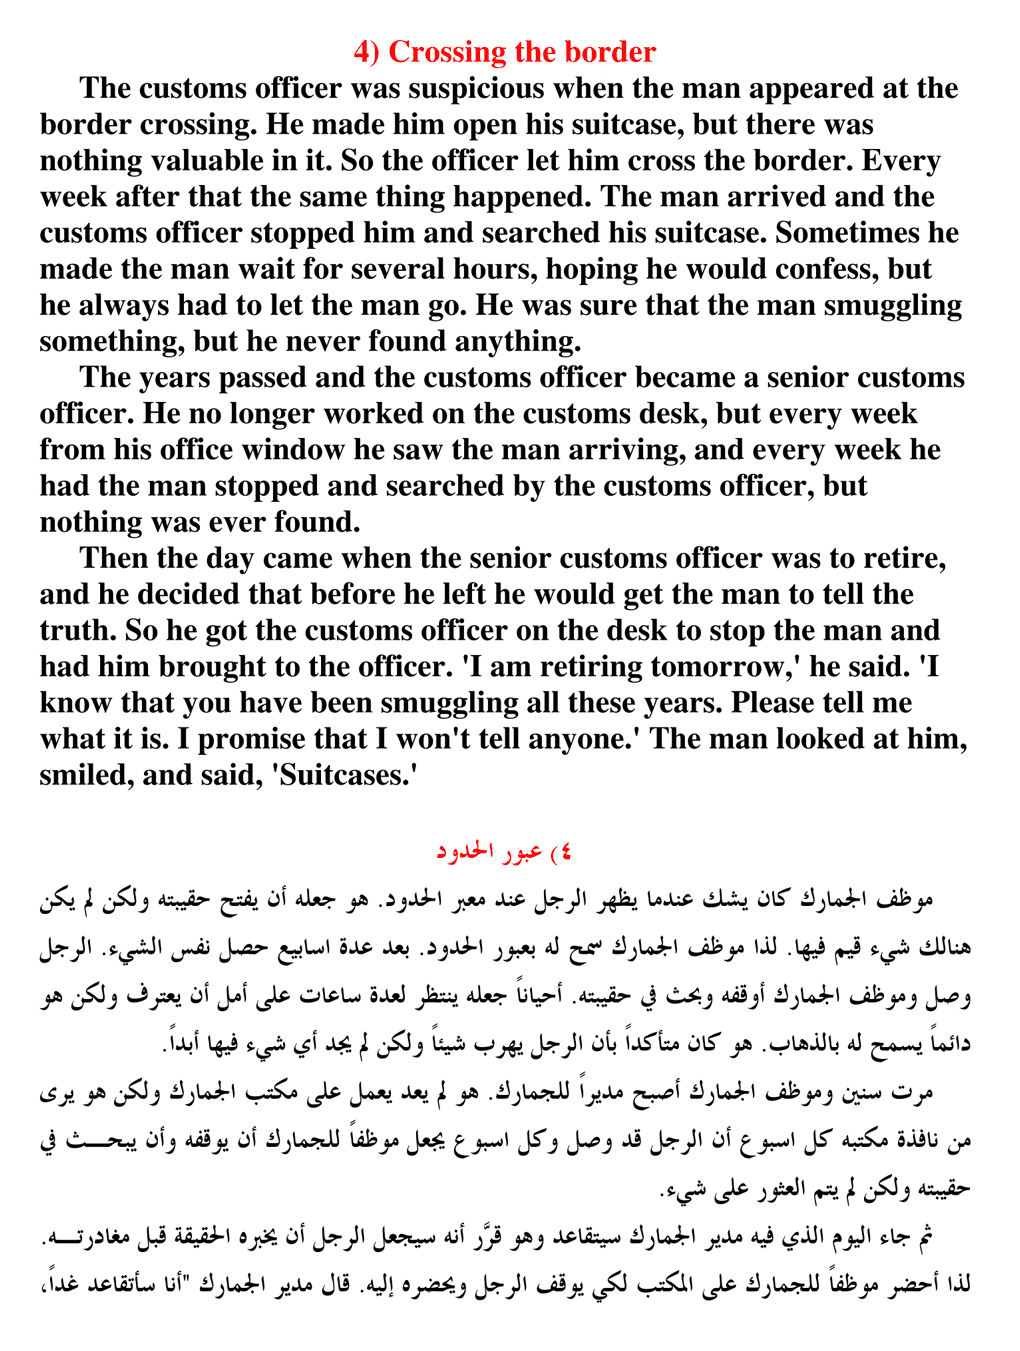 4) Crossing the border
The customs officer was suspicious when the man appeared at the
border crossing. He made him open his suitcase, but there was
nothing valuable in it. So the officer let him cross the border. Every
week after that the same thing happened. The man arrived and the
customs officer stopped him and searched his suitcase. Sometimes he
made the man wait for several hours, hoping he would confess, but
he always had to let the man go. He was sure that the man smuggling
something, but he never found anything.
The years passed and the customs officer became a senior customs
officer. He no longer worked on the customs desk, but every week
from his office window he saw the man arriving, and every week he
had the man stopped and searched by the customs officer, but
nothing was ever found.
Then the day came when the senior customs officer was to retire,
and he decided that before he left he would get the man to tell the
truth. So he got the customs officer on the desk to stop the man and
had him brought to the officer. 'I am retiring tomorrow,' he said. 'I
know that you have been smuggling all these years. Please tell me
what it is. I promise that I won't tell anyone.' The man looked at him,
smiled, and said, 'Suitcases.'
٤) عبور الحدود
موظف الجمارك كان يشك عندما يظهر الرجل عند معبر الحدود. هو جعله أن يفتح حقيبته ولكن لم يكن
هنالك شيء قيم فيها. لذا موظف الجمارك سمح له بعبور الحدود. بعد عدة اسابيع حصل نفس الشيء. الرجل
وصل وموظف الجمارك أوقفه وبحث في حقيبته. أحياناً جعله ينتظر لعدة ساعات على أمل أن يعترف ولكن هو
دائماً يسمح له بالذهاب. هو كان متأكداً بأن الرجل يهرب شيئاً ولكن لم يجد أي شيء فيها أبداً.
مرت سنين وموظف الجمارك أصبح مديراً للجمارك. هو لم يعد يعمل على مكتب الجمارك ولكن هو يرى
من نافذة مكتبه كل اسبوع أن الرجل قد وصل وكل اسبوع يجعل موظفاً للجمارك أن يوقفه وأن يبحـــث في
حقيبته ولكن لم يتم العثور على شيء.
ثم جاء اليوم الذي فيه مدير الجمارك سيتقاعد وهو قرَّر أنه سيجعل الرجل أن يخبره الحقيقة قبل مغادرتـــه.
لذا أحضر موظفاً للجمارك على المكتب لكي يوقف الرجل ويحضره إليه. قال مدير الجمارك "أنا سأتقاعد غداً،